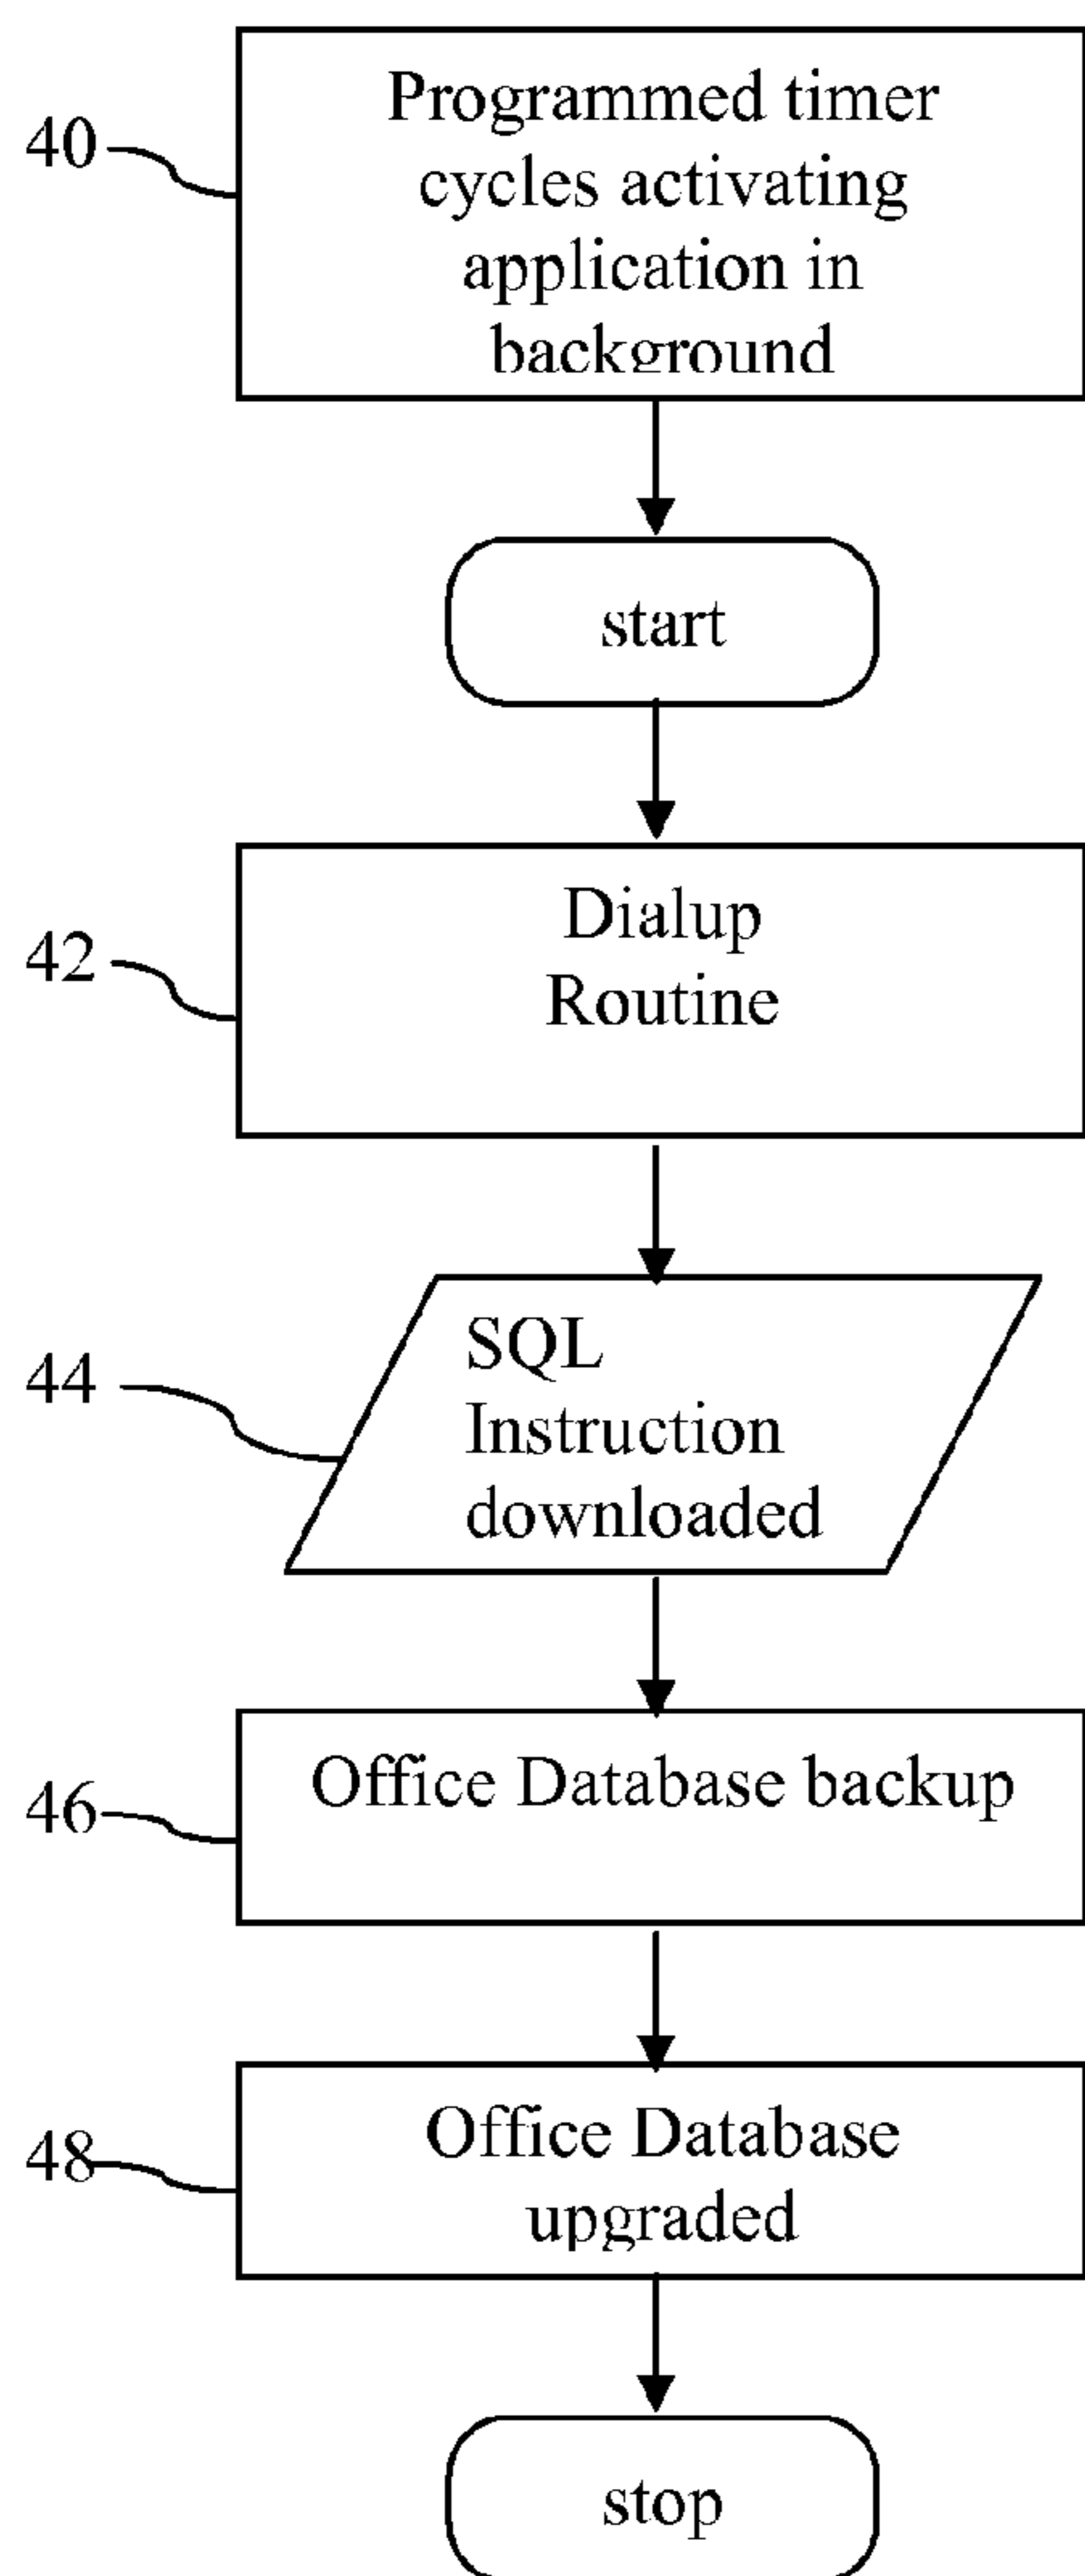 40
Programmed timer
cycles activating
application in
background
start
42
Dialup
Routine
44
SQL
Instruction
downloaded
46
Office Database backup
48
Office Database
upgraded
stop